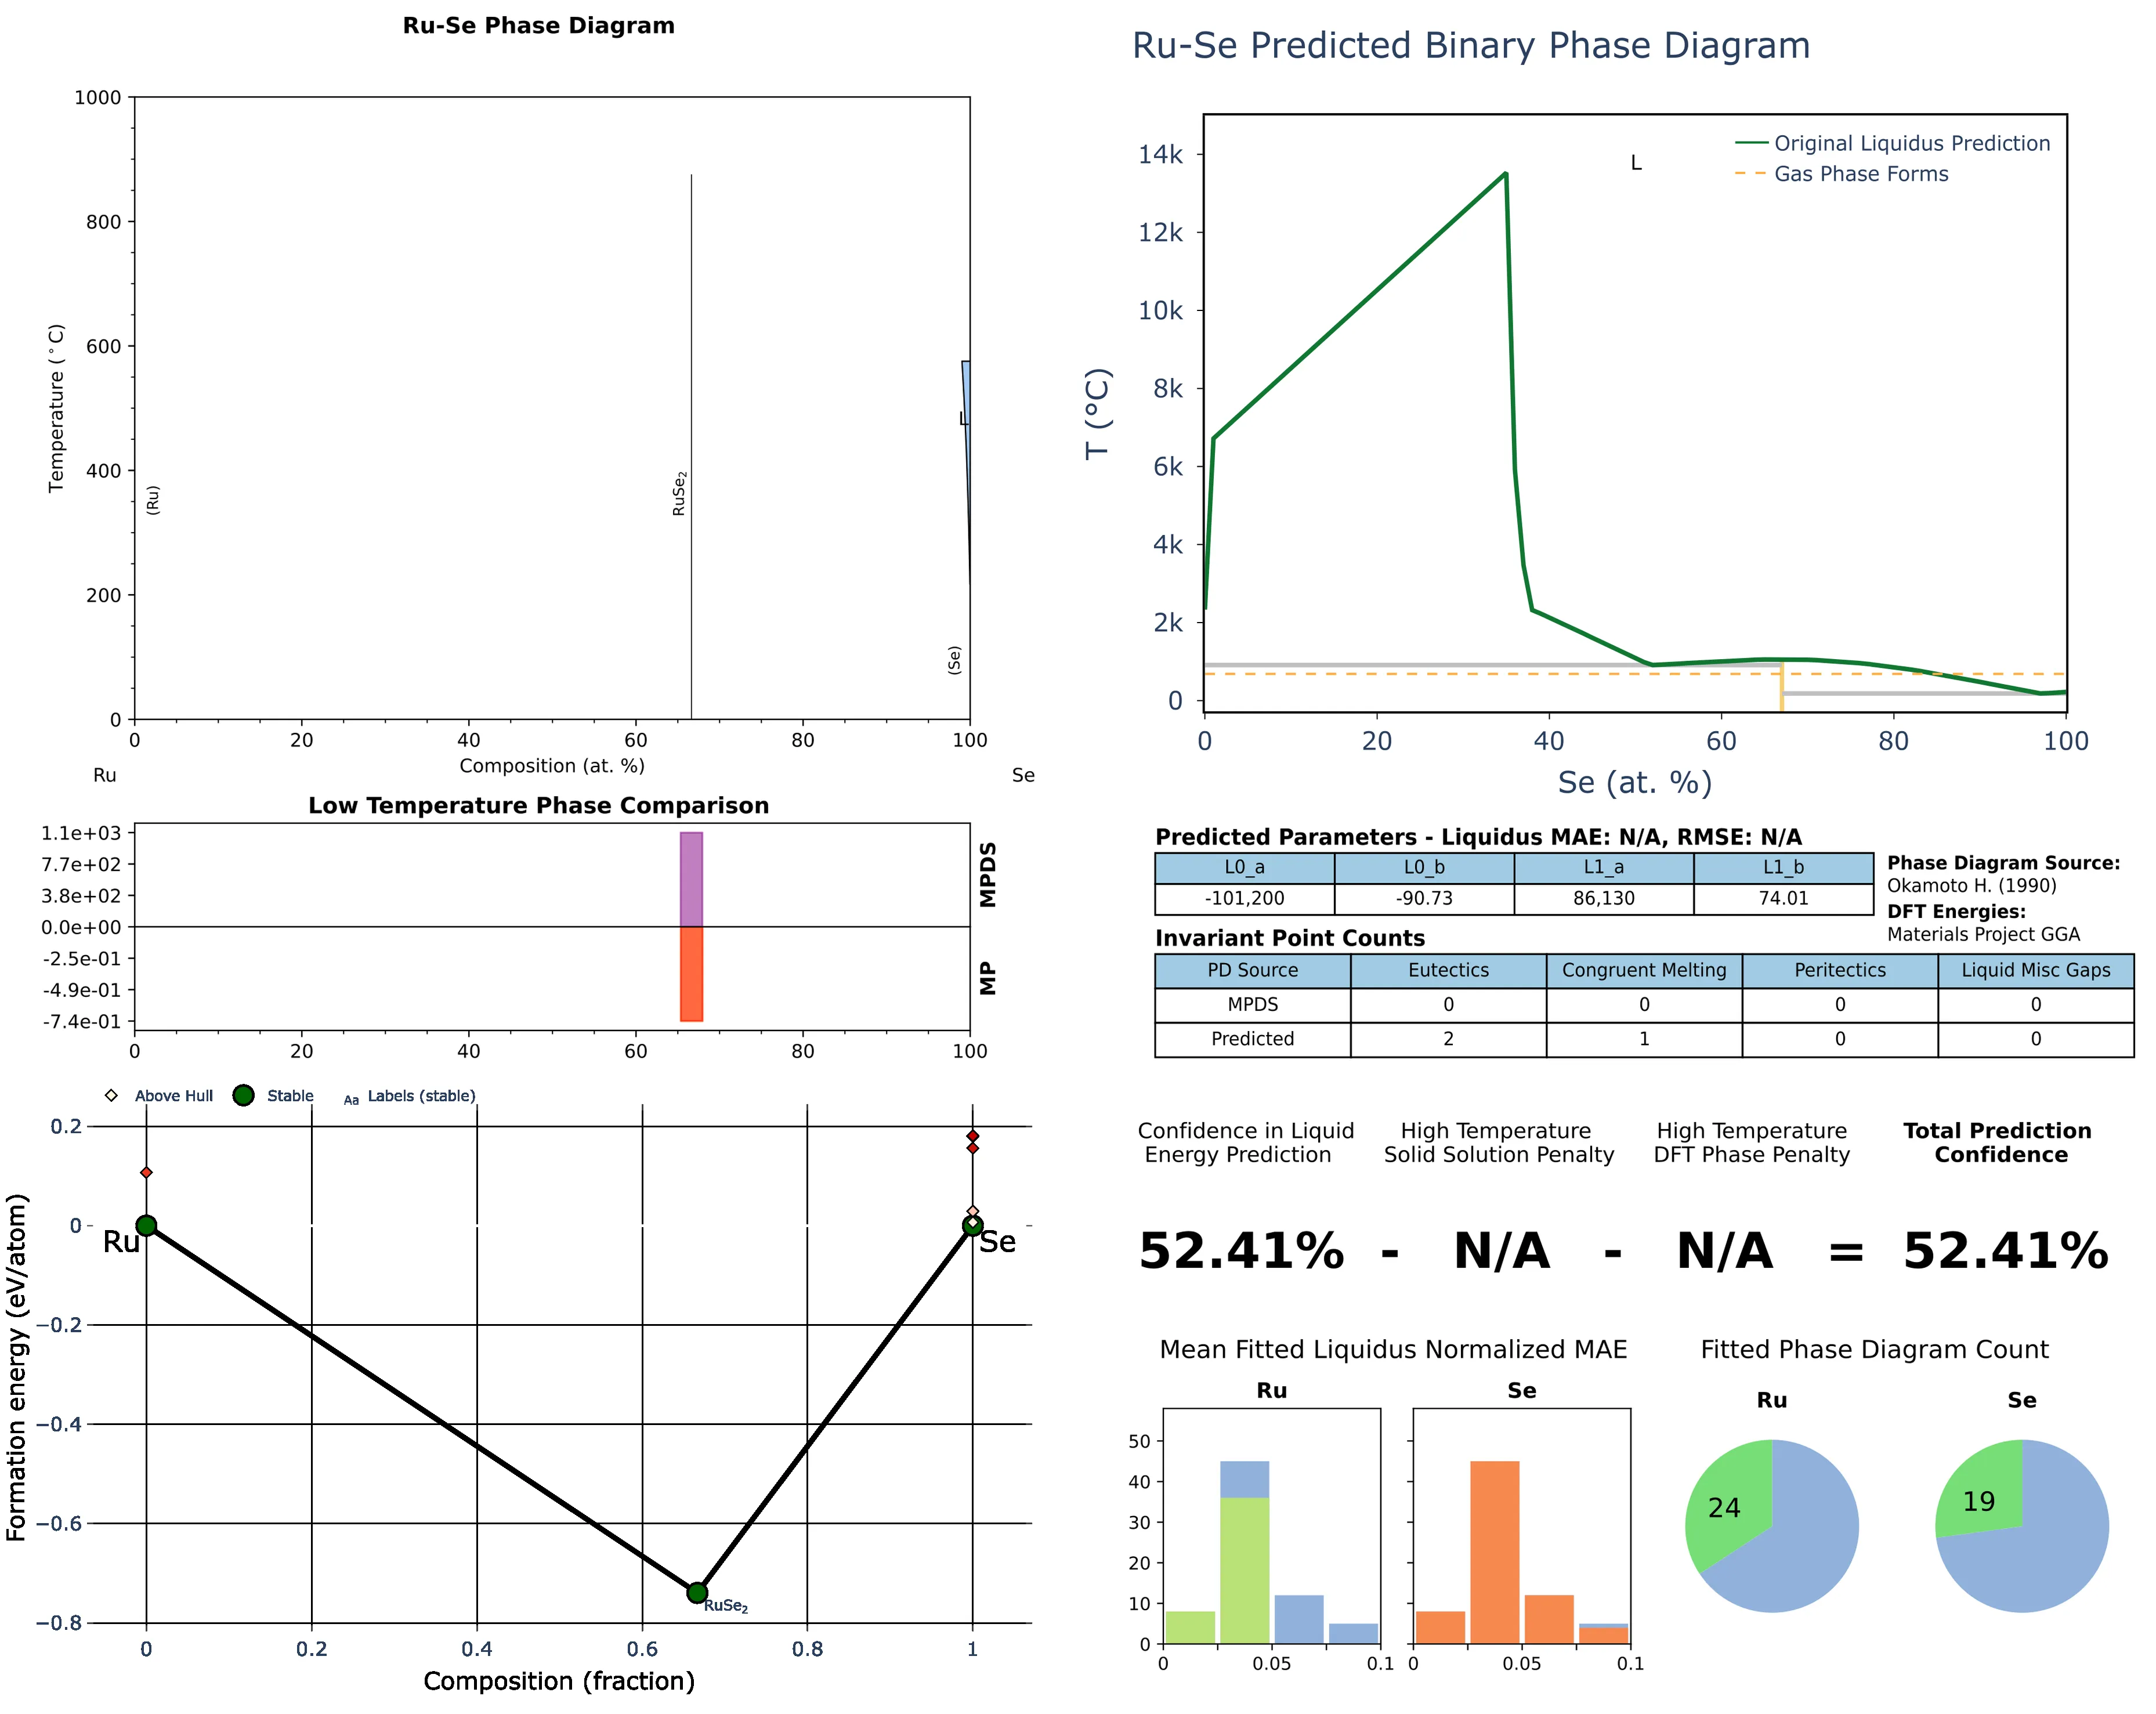 Ru-Se Phase Diagram
1000
800
600
400
200
0
Temperature (°C)
(Ru)
RuSe2
L
(Se)
0 20 40 60 80 100
Composition (at. %)
Ru Se
Low Temperature Phase Comparison
1.1e+03
7.7e+02
3.8e+02
0.0e+00
-2.5e-01
-4.9e-01
-7.4e-01
MPDS
MP
0 20 40 60 80 100
Above Hull Stable Aa Labels (stable)
0.2
0
−0.2
−0.4
−0.6
−0.8
Formation energy (eV/atom)
Ru
Se
RuSe2
0 0.2 0.4 0.6 0.8 1
Composition (fraction)
Ru-Se Predicted Binary Phase Diagram
14k
12k
10k
8k
6k
4k
2k
0
T (°C)
L
Original Liquidus Prediction
Gas Phase Forms
0 20 40 60 80 100
Se (at. %)
Predicted Parameters - Liquidus MAE: N/A, RMSE: N/A
L0_a L0_b L1_a L1_b
-101,200 -90.73 86,130 74.01
Phase Diagram Source:
Okamoto H. (1990)
DFT Energies:
Materials Project GGA
Invariant Point Counts
PD Source Eutectics Congruent Melting Peritectics Liquid Misc Gaps
MPDS 0 0 0 0
Predicted 2 1 0 0
Confidence in Liquid
Energy Prediction
High Temperature
Solid Solution Penalty
High Temperature
DFT Phase Penalty
Total Prediction
Confidence
52.41% - N/A - N/A = 52.41%
Mean Fitted Liquidus Normalized MAE
Ru Se
50
40
30
20
10
0
0 0.05 0.1 0 0.05 0.1
Fitted Phase Diagram Count
Ru Se
24 19